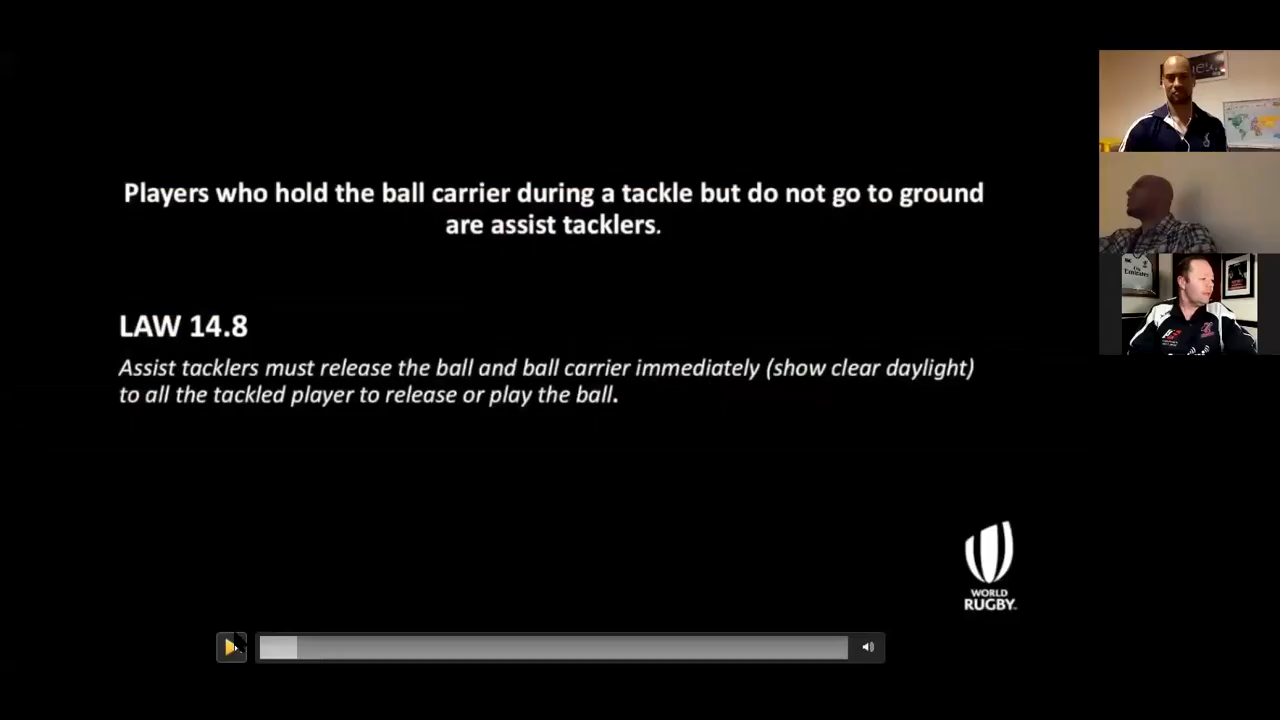 Players who hold the ball carrier during a tackle but do not go to ground
are assist tacklers.
LAW 14.8
Assist tacklers must release the ball and ball carrier immediately (show clear daylight)
to all the tackled player to release or play the ball.
WORLD
RUGBY
Fly
Emirates